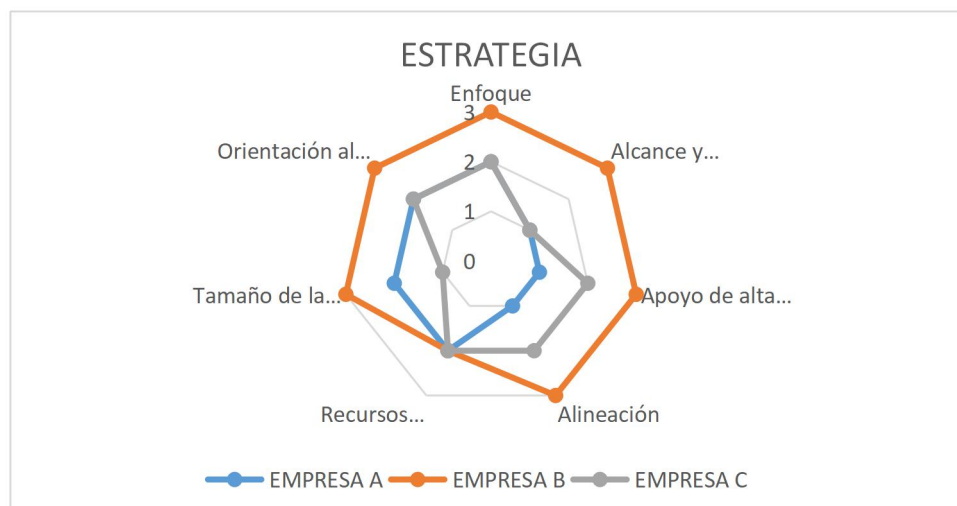 ESTRATEGIA
Enfoque
3
2
1
0
Alcance y...
Apoyo de alta...
Alineación
Recursos...
Tamaño de la...
Orientación al...
EMPRESA A
EMPRESA B
EMPRESA C